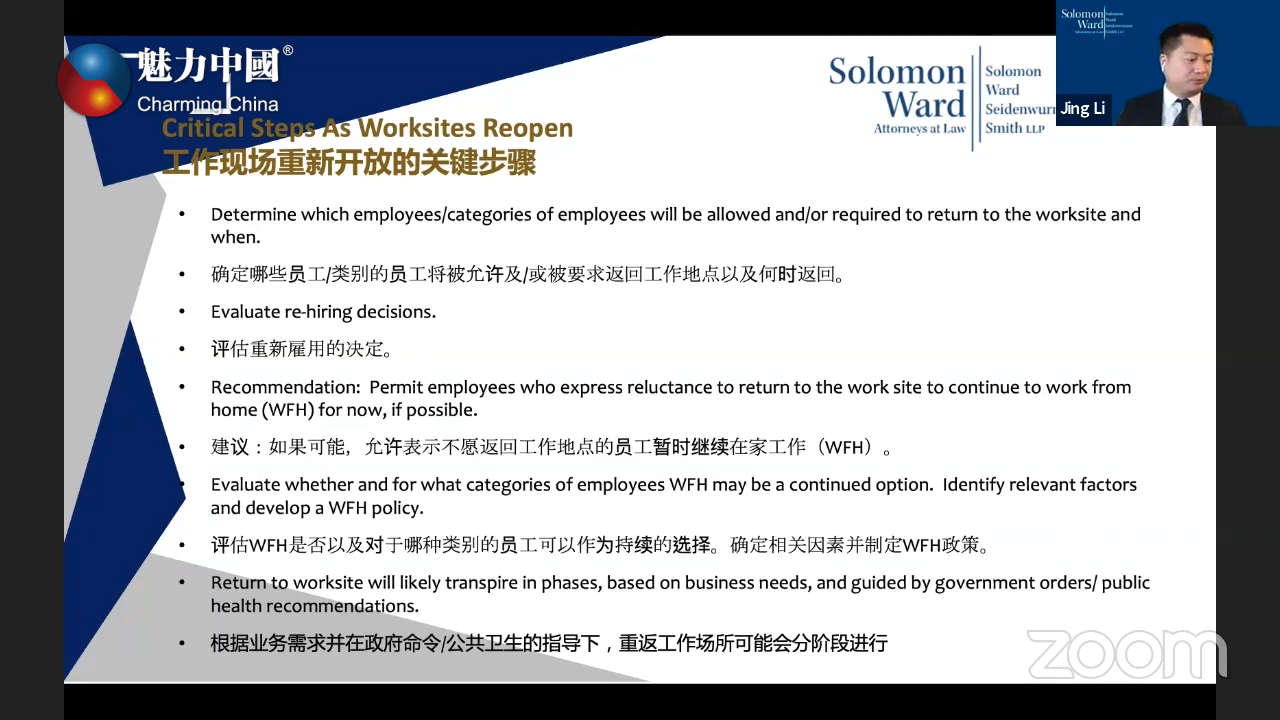 魅力中國®
Charming China
Critical Steps As Worksites Reopen
工作现场重新开放的关键步骤
Solomon Ward
Attorneys at Law
Solomon
Ward
Smith LLP
Solomon
Ward
Attorneys at Law
Jing Li
• Determine which employees/categories of employees will be allowed and/or required to return to the worksite and
when.
• 确定哪些员工/类别的员工将被允许及/或被要求返回工作地点以及何时返回。
• Evaluate re-hiring decisions.
• 评估重新雇用的决定。
• Recommendation:  Permit employees who express reluctance to return to the work site to continue to work from
home (WFH) for now, if possible.
• 建议：如果可能，允许表示不愿返回工作地点的员工暂时继续在家工作（WFH）。
• Evaluate whether and for what categories of employees WFH may be a continued option.  Identify relevant factors
and develop a WFH policy.
• 评估WFH是否以及对于哪种类别的员工可以作为持续的选择。确定相关因素并制定WFH政策。
• Return to worksite will likely transpire in phases, based on business needs, and guided by government orders/ public
health recommendations.
• 根据业务需求并在政府命令/公共卫生的指导下，重返工作场所可能会分阶段进行
zoom